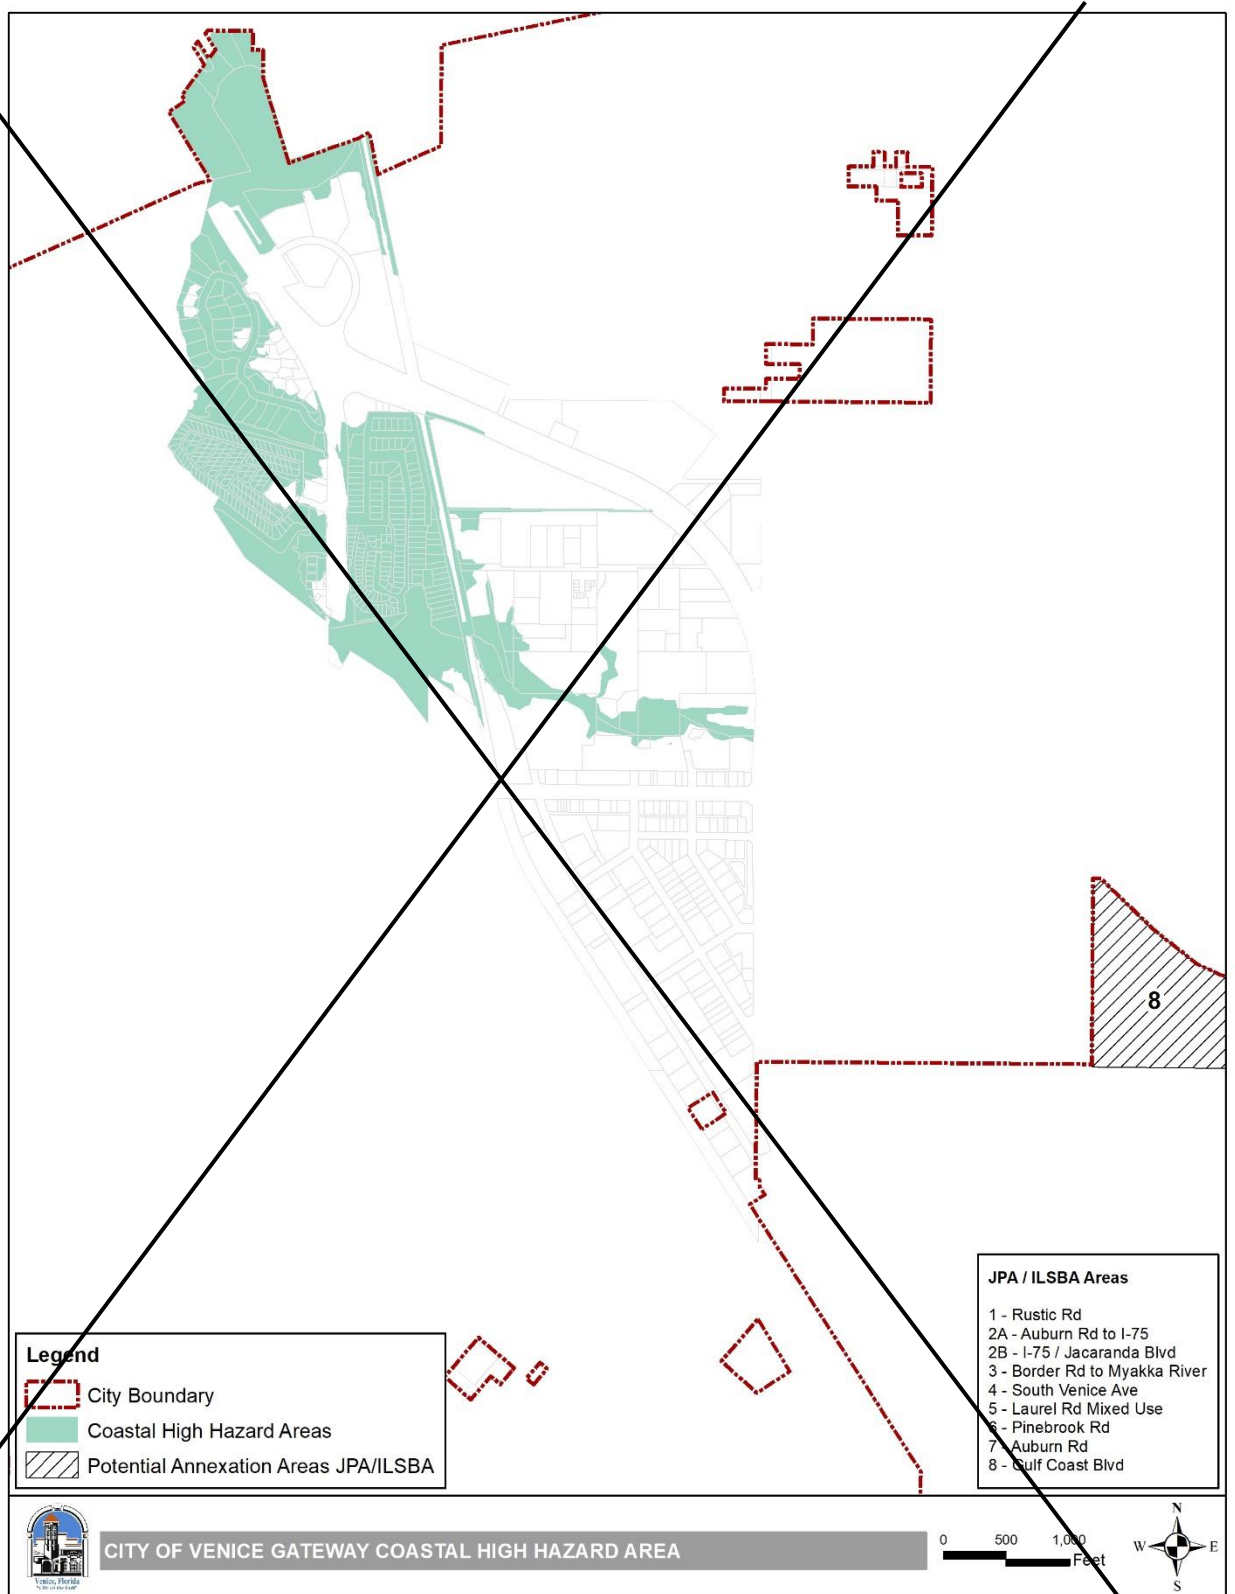 8
JPA / ILSBA Areas
1 - Rustic Rd
2A - Auburn Rd to I-75
2B - I-75 / Jacaranda Blvd
3 - Border Rd to Myakka River
4 - South Venice Ave
5 - Laurel Rd Mixed Use
6 - Pinebrook Rd
7 - Auburn Rd
8 - Gulf Coast Blvd
Legend
City Boundary
Coastal High Hazard Areas
Potential Annexation Areas JPA/ILSBA
Venice, Florida
CITY OF VENICE GATEWAY COASTAL HIGH HAZARD AREA
0 500 1,000
Feet
N
W E
S